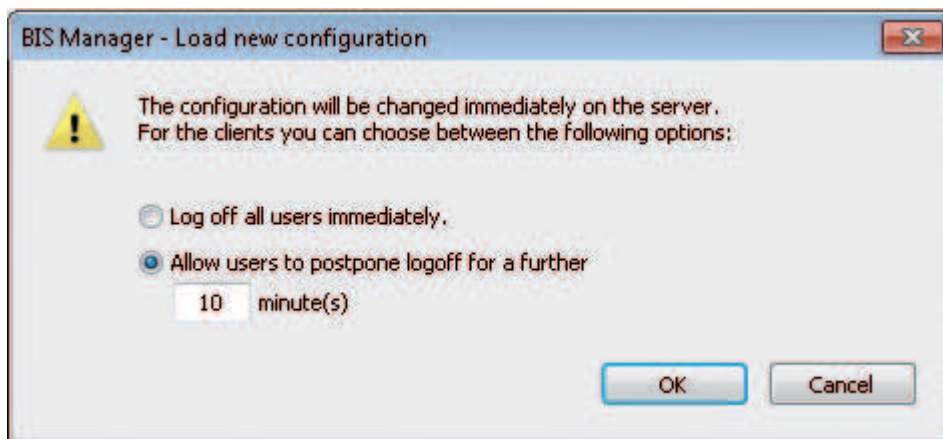 BIS Manager - Load new configuration
The configuration will be changed immediately on the server.
For the clients you can choose between the following options:
Log off all users immediately.
Allow users to postpone logoff for a further
10 minute(s)
OK Cancel